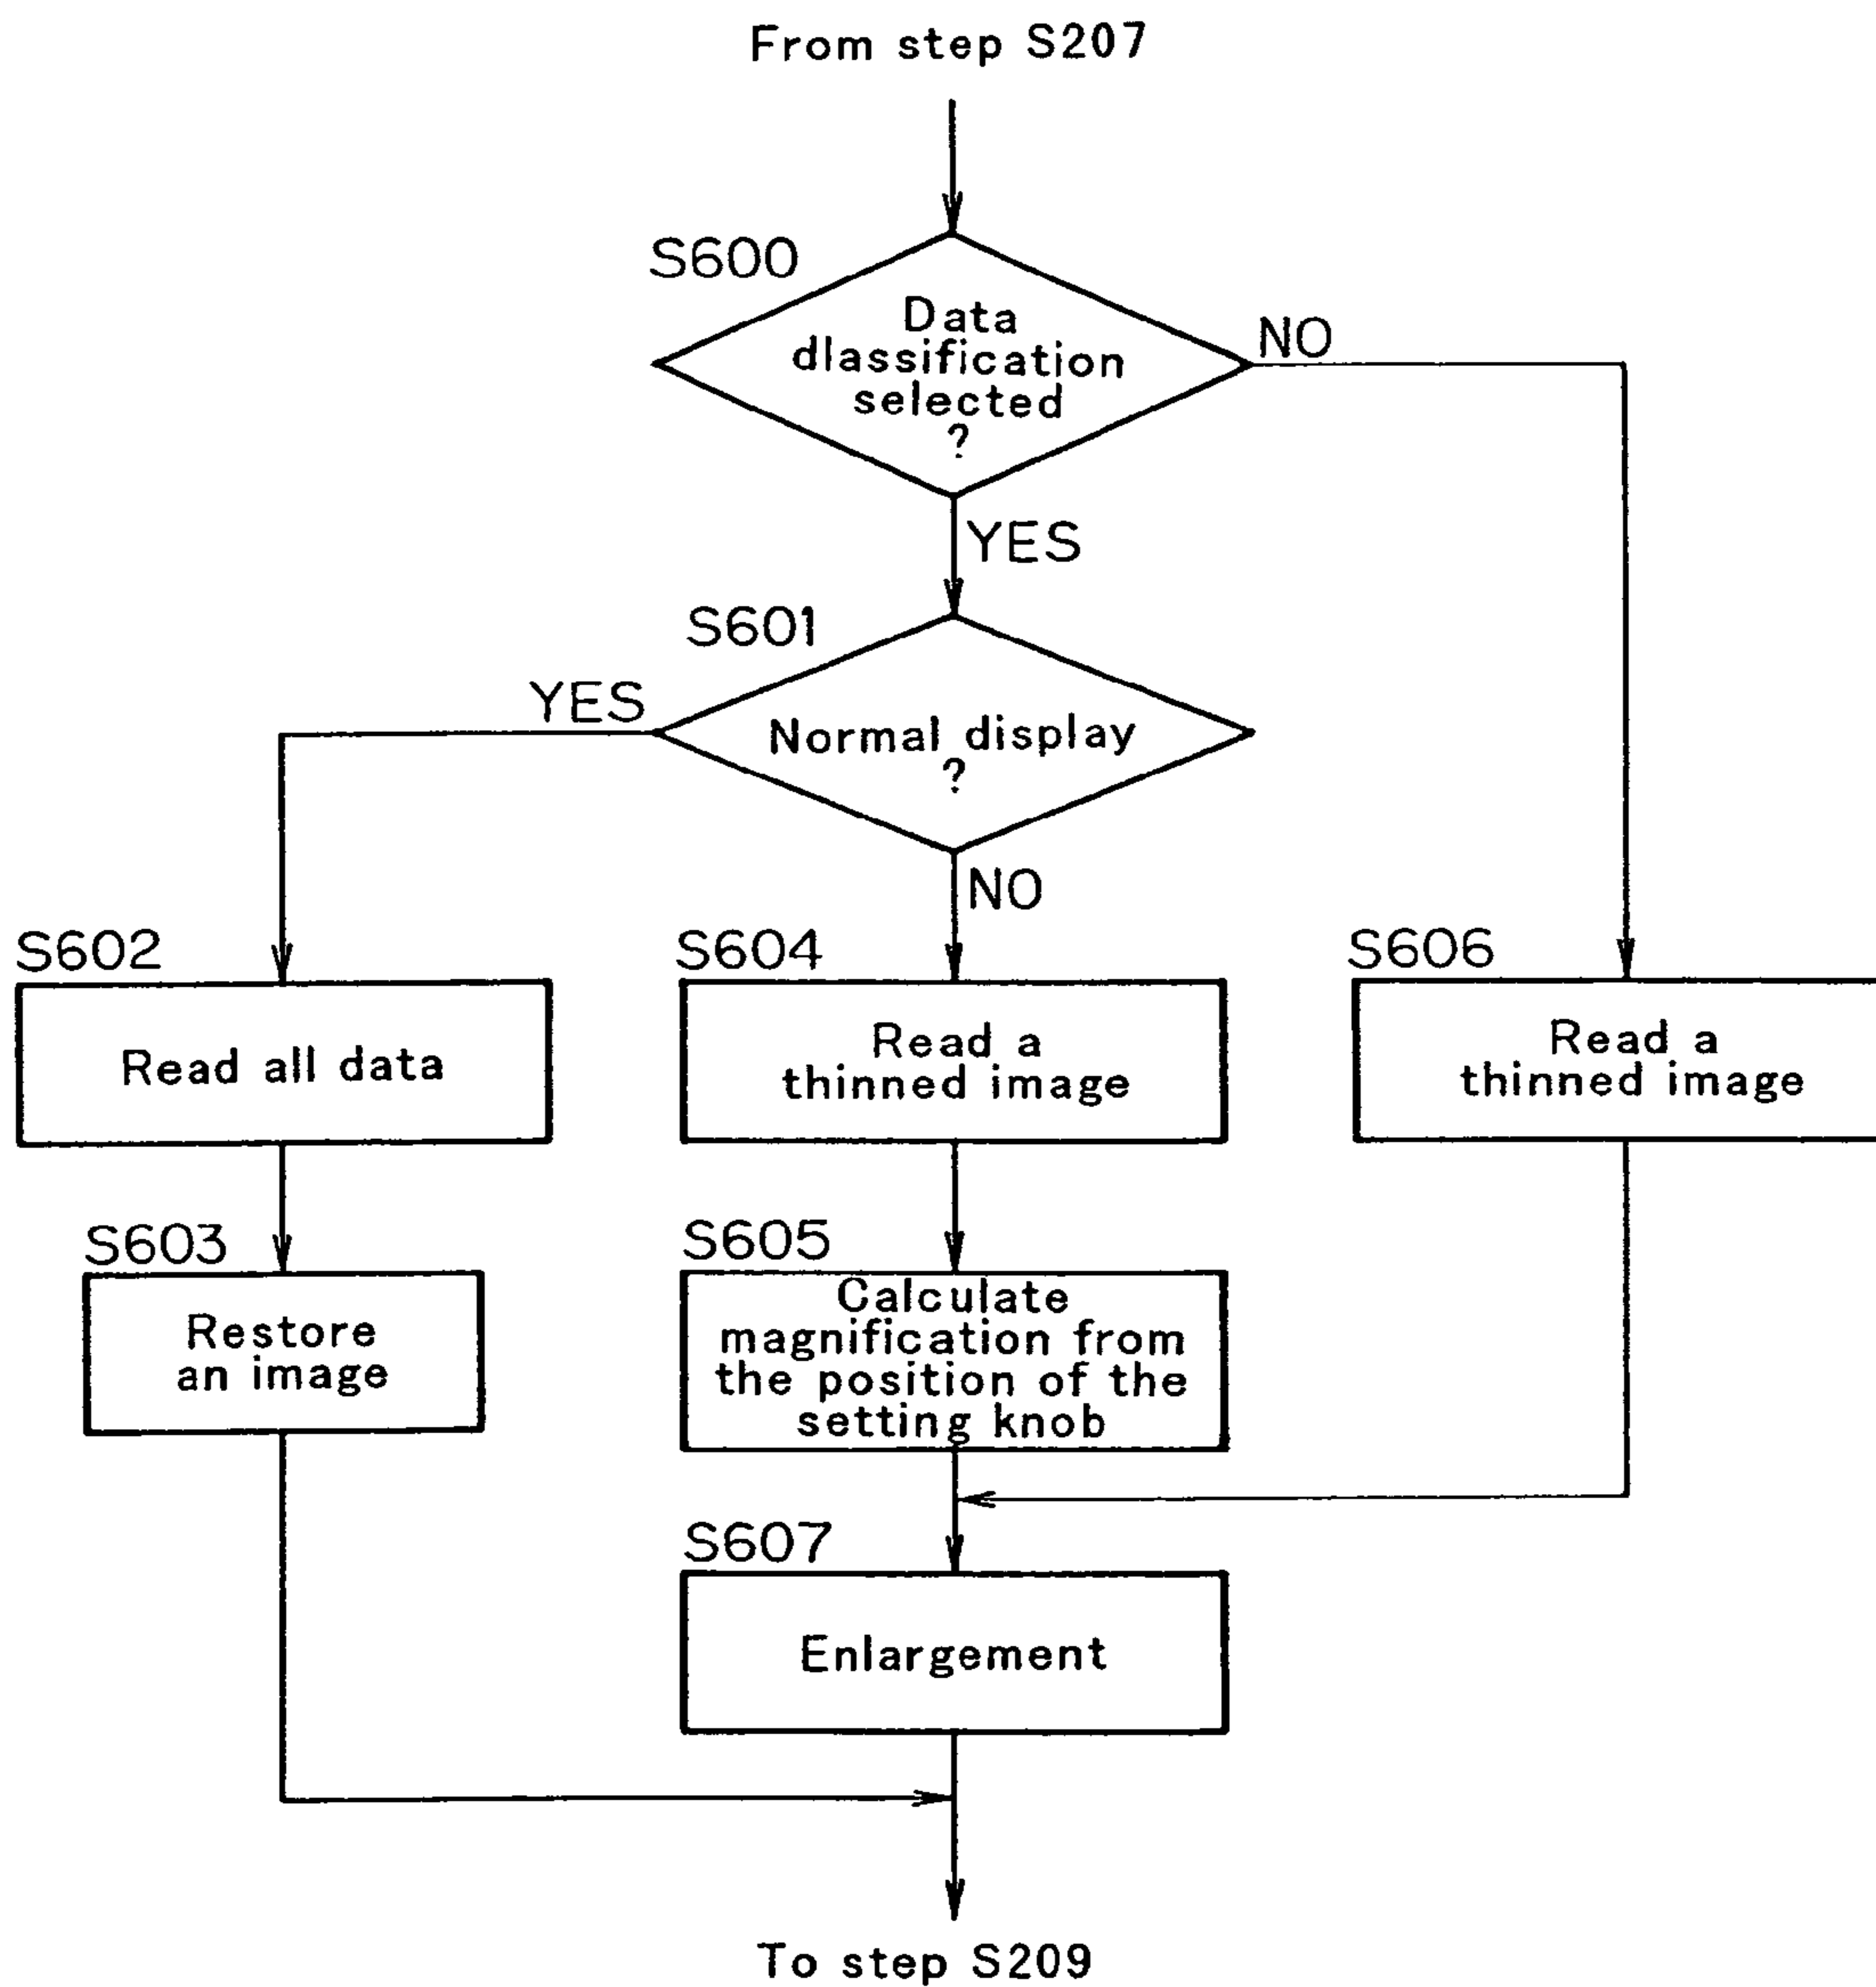 From step S207
S600
Data
dlassification
selected
?
NO
YES
S601
YES
Normal display
?
NO
S602
S604
S606
Read all data
Read a
thinned image
Read a
thinned image
S603
S605
Restore
an image
Calculate
magnification from
the position of the
setting knob
S607
Enlargement
To step S209